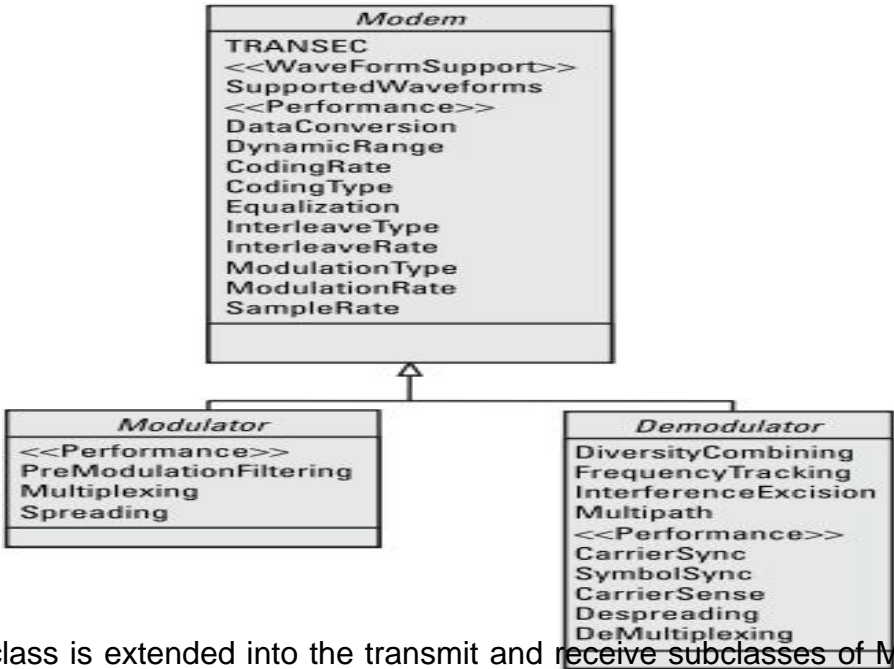 Modem
TRANSEC
<<WaveFormSupport>>
SupportedWaveforms
<<Performance>>
DataConversion
DynamicRange
CodingRate
CodingType
Equalization
InterleaveType
InterleaveRate
ModulationType
ModulationRate
SampleRate
Modulator
<<Performance>>
PreModulationFiltering
Multiplexing
Spreading
Demodulator
DiversityCombining
FrequencyTracking
InterferenceExcision
Multipath
<<Performance>>
CarrierSync
SymbolSync
CarrierSense
Despreading
DeMultiplexing
class is extended into the transmit and receive subclasses of